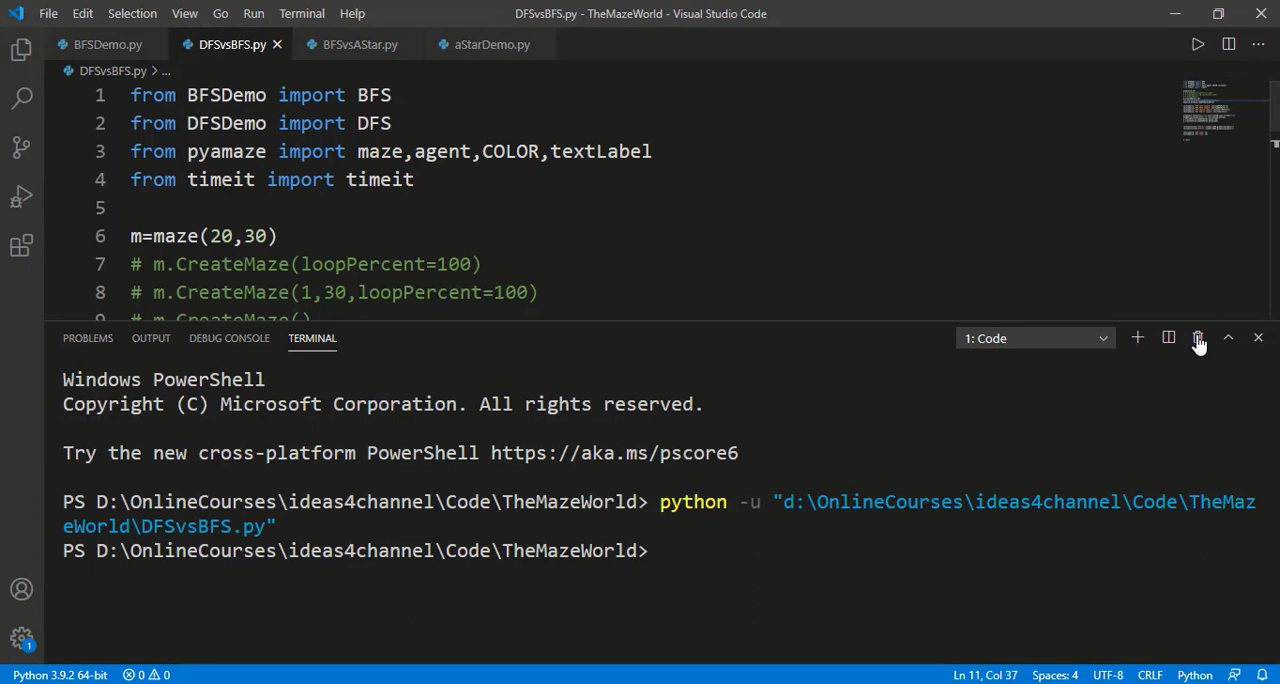 File Edit Selection View Go Run Terminal Help DFSvsBFS.py - TheMazeWorld - Visual Studio Code
BFSDemo.py DFSvsBFS.py BFSvsAStar.py aStarDemo.py
DFSvsBFS.py > ...
1 from BFSDemo import BFS
2 from DFSDemo import DFS
3 from pyamaze import maze,agent,COLOR,textLabel
4 from timeit import timeit
5
6 m=maze(20,30)
7 # m.CreateMaze(loopPercent=100)
8 # m.CreateMaze(1,30,loopPercent=100)
9 # m.CreateMaze()
PROBLEMS OUTPUT DEBUG CONSOLE TERMINAL 1: Code
Windows PowerShell
Copyright (C) Microsoft Corporation. All rights reserved.
Try the new cross-platform PowerShell https://aka.ms/pscore6
PS D:\OnlineCourses\ideas4channel\Code\TheMazeWorld> python -u "d:\OnlineCourses\ideas4channel\Code\TheMaz
eWorld\DFSvsBFS.py"
PS D:\OnlineCourses\ideas4channel\Code\TheMazeWorld>
1
Python 3.9.2 64-bit 0 0 Ln 11, Col 37 Spaces: 4 UTF-8 CRLF Python